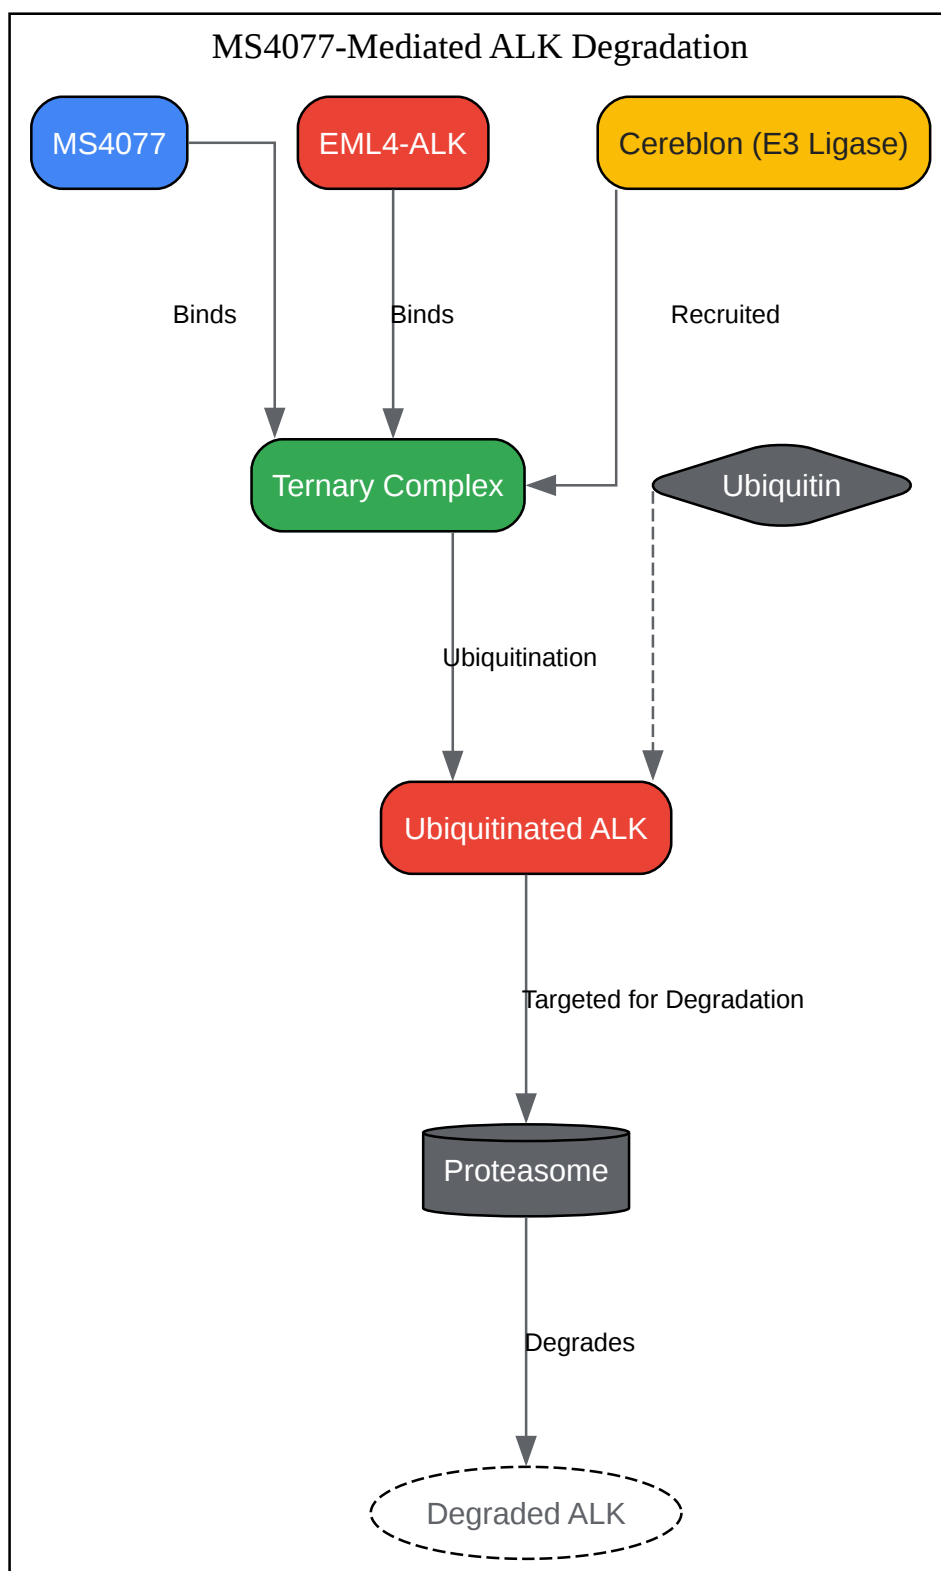 MS4077-Mediated ALK Degradation
MS4077
EML4-ALK
Cereblon (E3 Ligase)
Binds
Binds
Recruited
Ternary Complex
Ubiquitin
Ubiquitination
Ubiquitinated ALK
Targeted for Degradation
Proteasome
Degrades
Degraded ALK